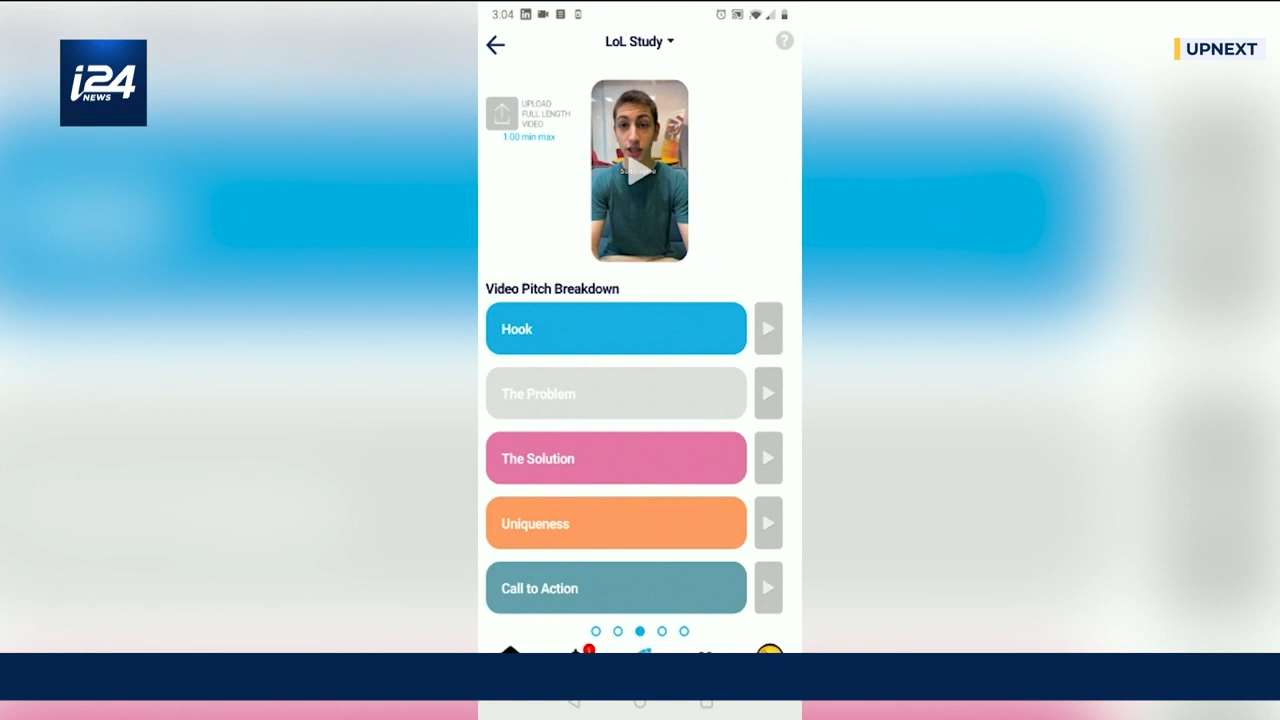 i24
NEWS
UPNEXT
3:04
LoL Study
?
UPLOAD
FULL LENGTH
VIDEO
1:00 min max
Video Pitch Breakdown
Hook
The Problem
The Solution
Uniqueness
Call to Action
1